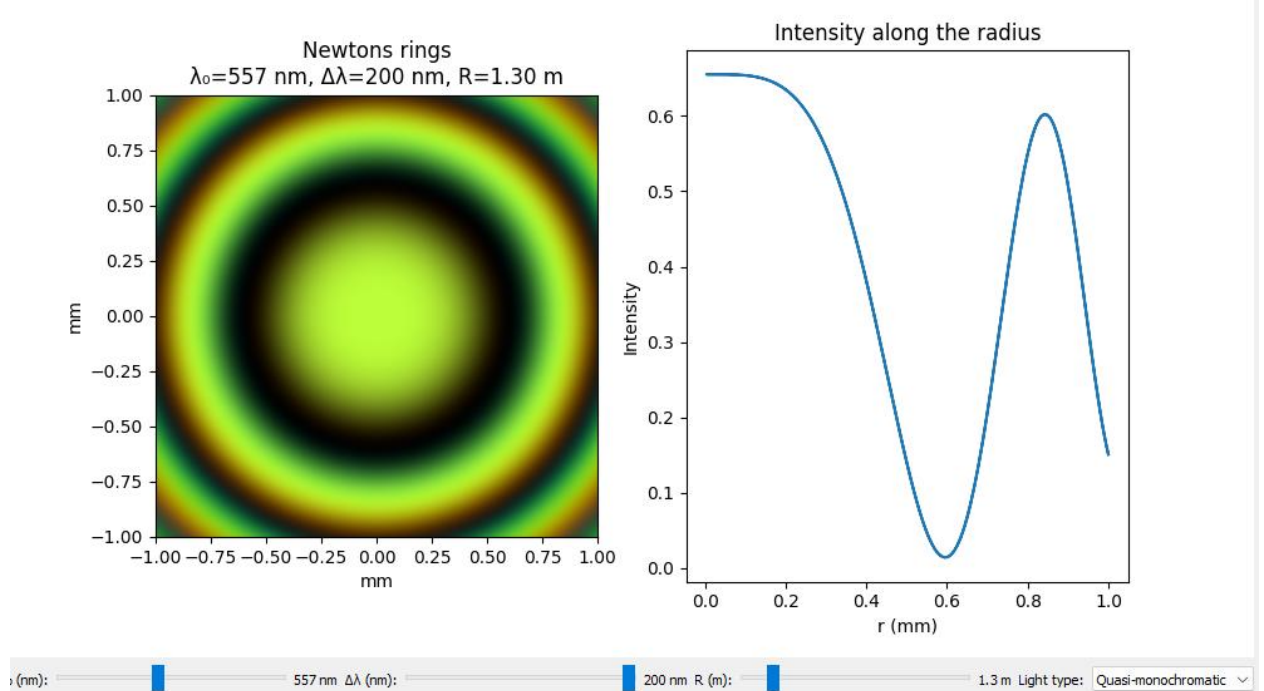 Newtons rings
λ₀=557 nm, Δλ=200 nm, R=1.30 m
1.00
0.75
0.50
0.25
0.00
−0.25
−0.50
−0.75
−1.00
mm
−1.00 −0.75 −0.50 −0.25 0.00 0.25 0.50 0.75 1.00
mm
Intensity along the radius
0.6
0.5
0.4
0.3
0.2
0.1
0.0
Intensity
0.0 0.2 0.4 0.6 0.8 1.0
r (mm)
(nm): 557 nm Δλ (nm): 200 nm R (m): 1.3 m Light type: Quasi-monochromatic